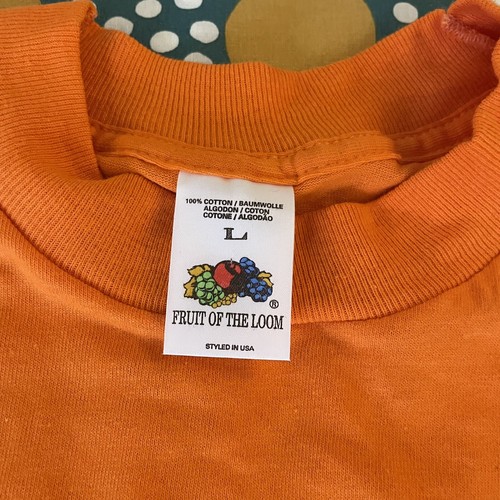 100% COTTON / BAUMWOLLE
ALGODON / COTON
COTONE / ALGODÃO
L
®
FRUIT OF THE LOOM
STYLED IN USA